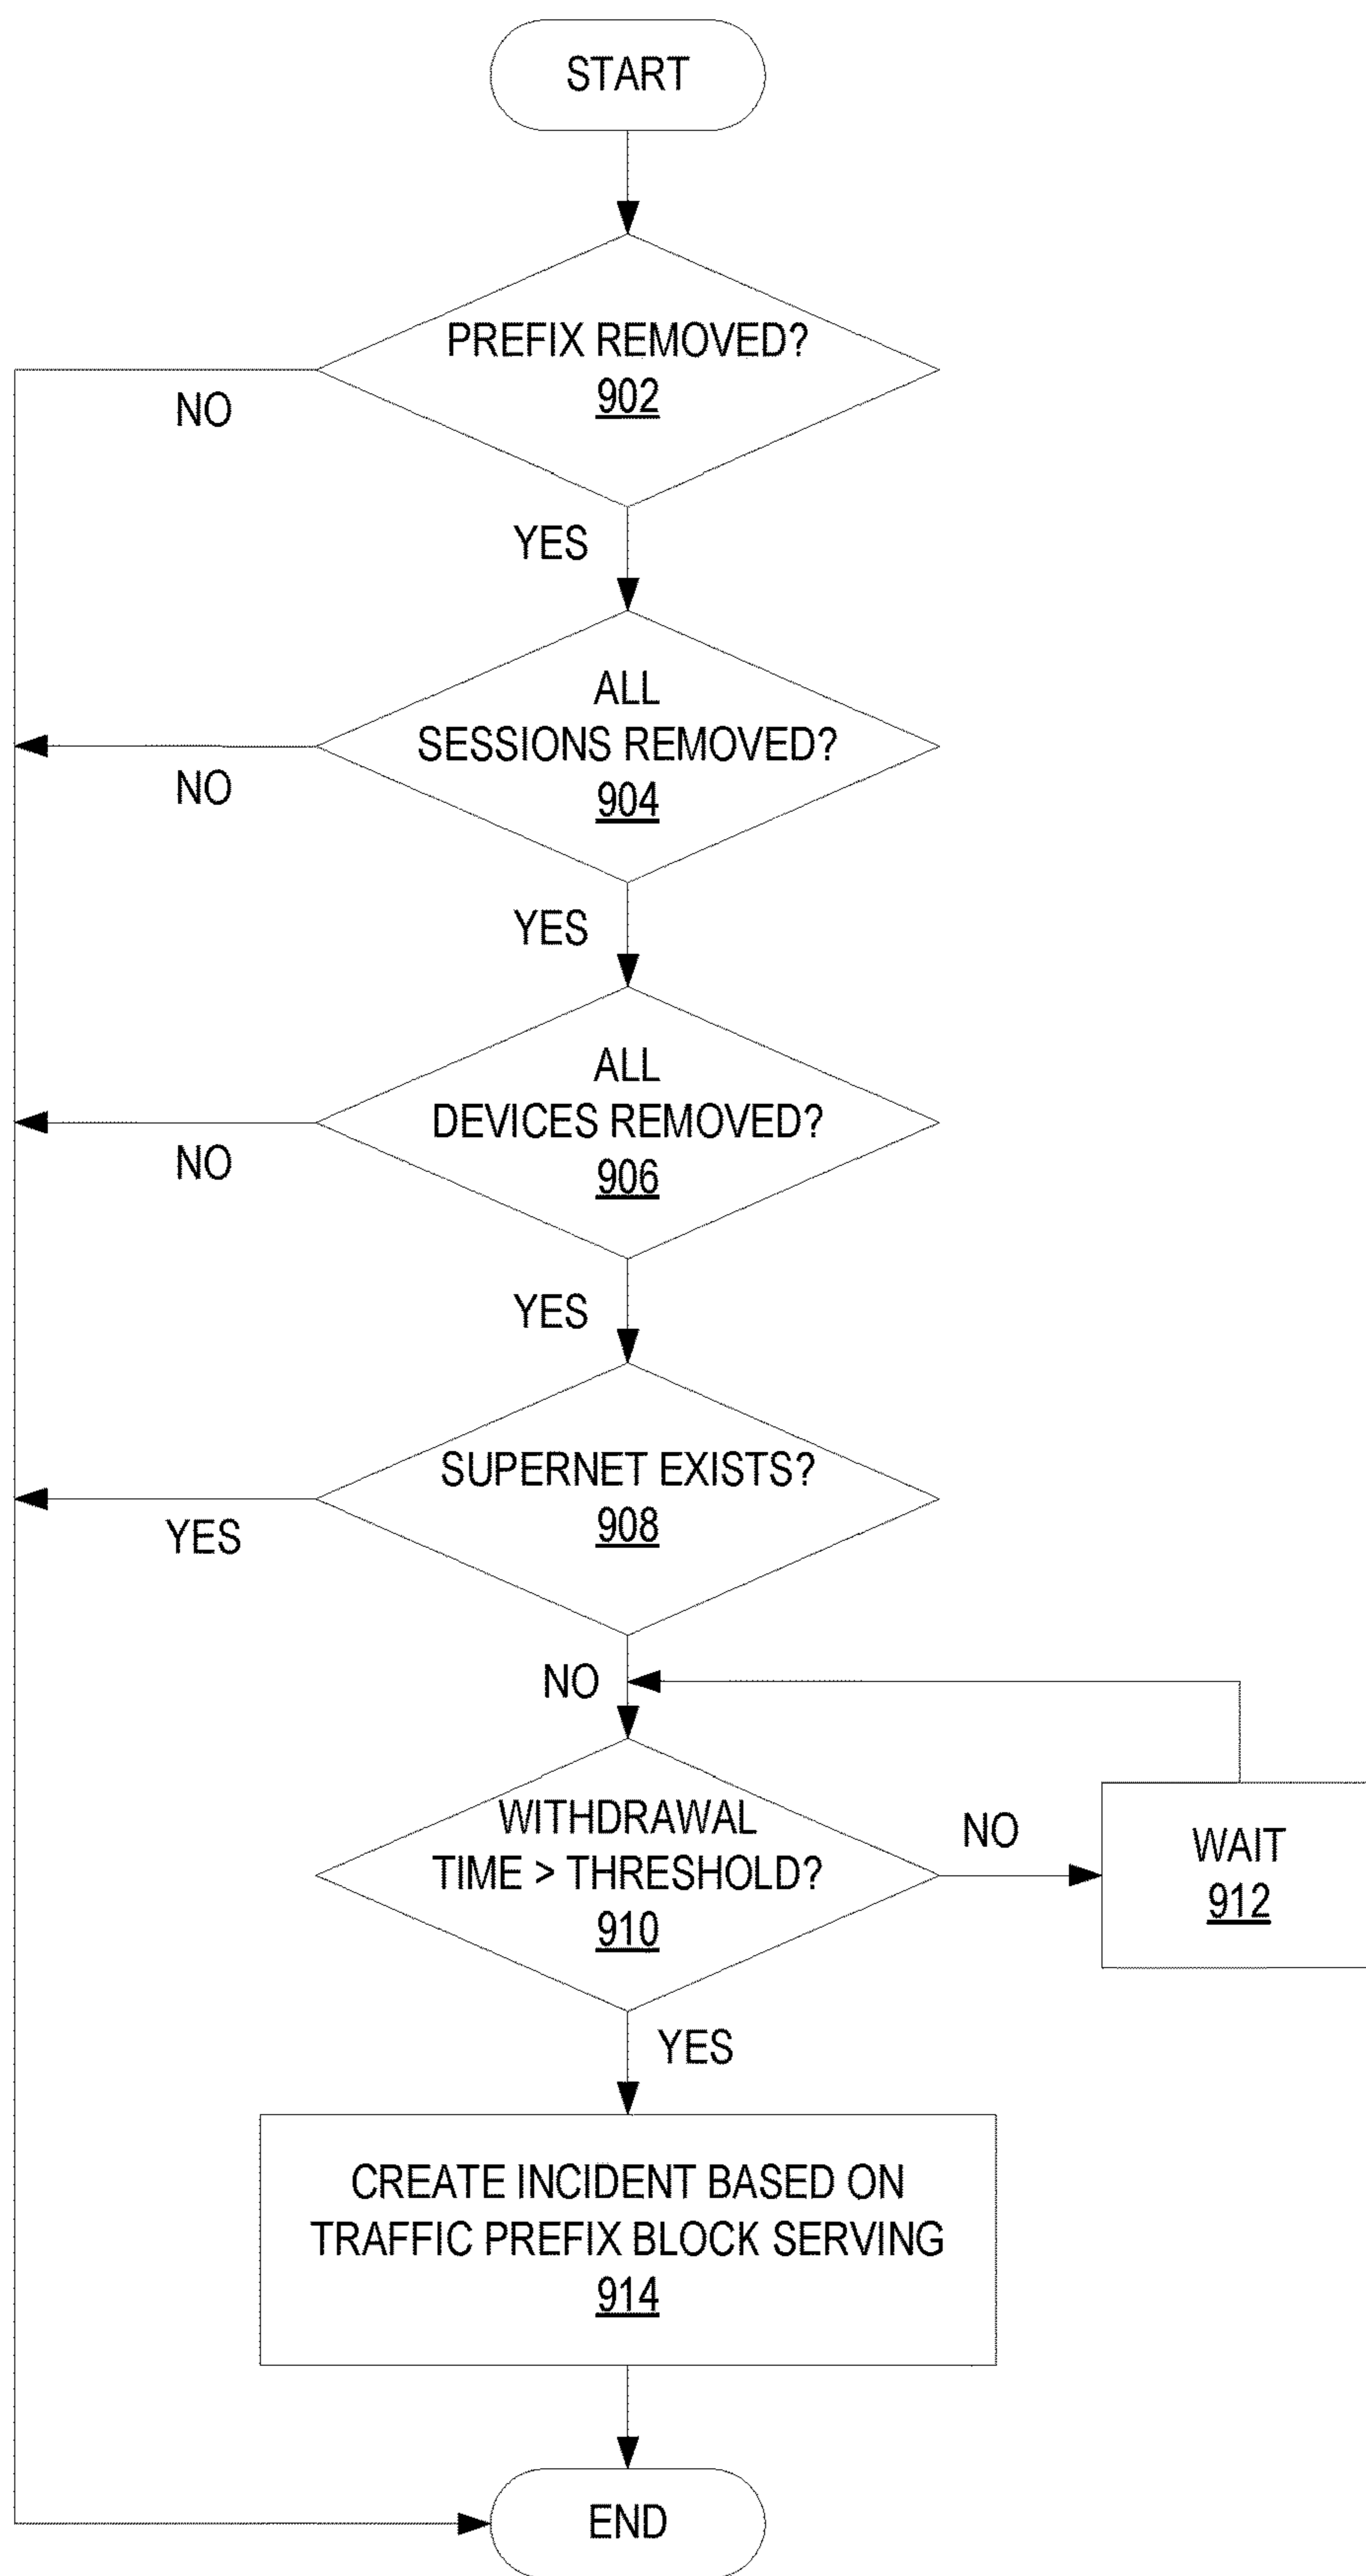 START
PREFIX REMOVED?
902
NO
YES
ALL
SESSIONS REMOVED?
904
NO
YES
ALL
DEVICES REMOVED?
906
NO
YES
SUPERNET EXISTS?
908
YES
NO
WITHDRAWAL
TIME > THRESHOLD?
910
NO
WAIT
912
YES
CREATE INCIDENT BASED ON
TRAFFIC PREFIX BLOCK SERVING
914
END